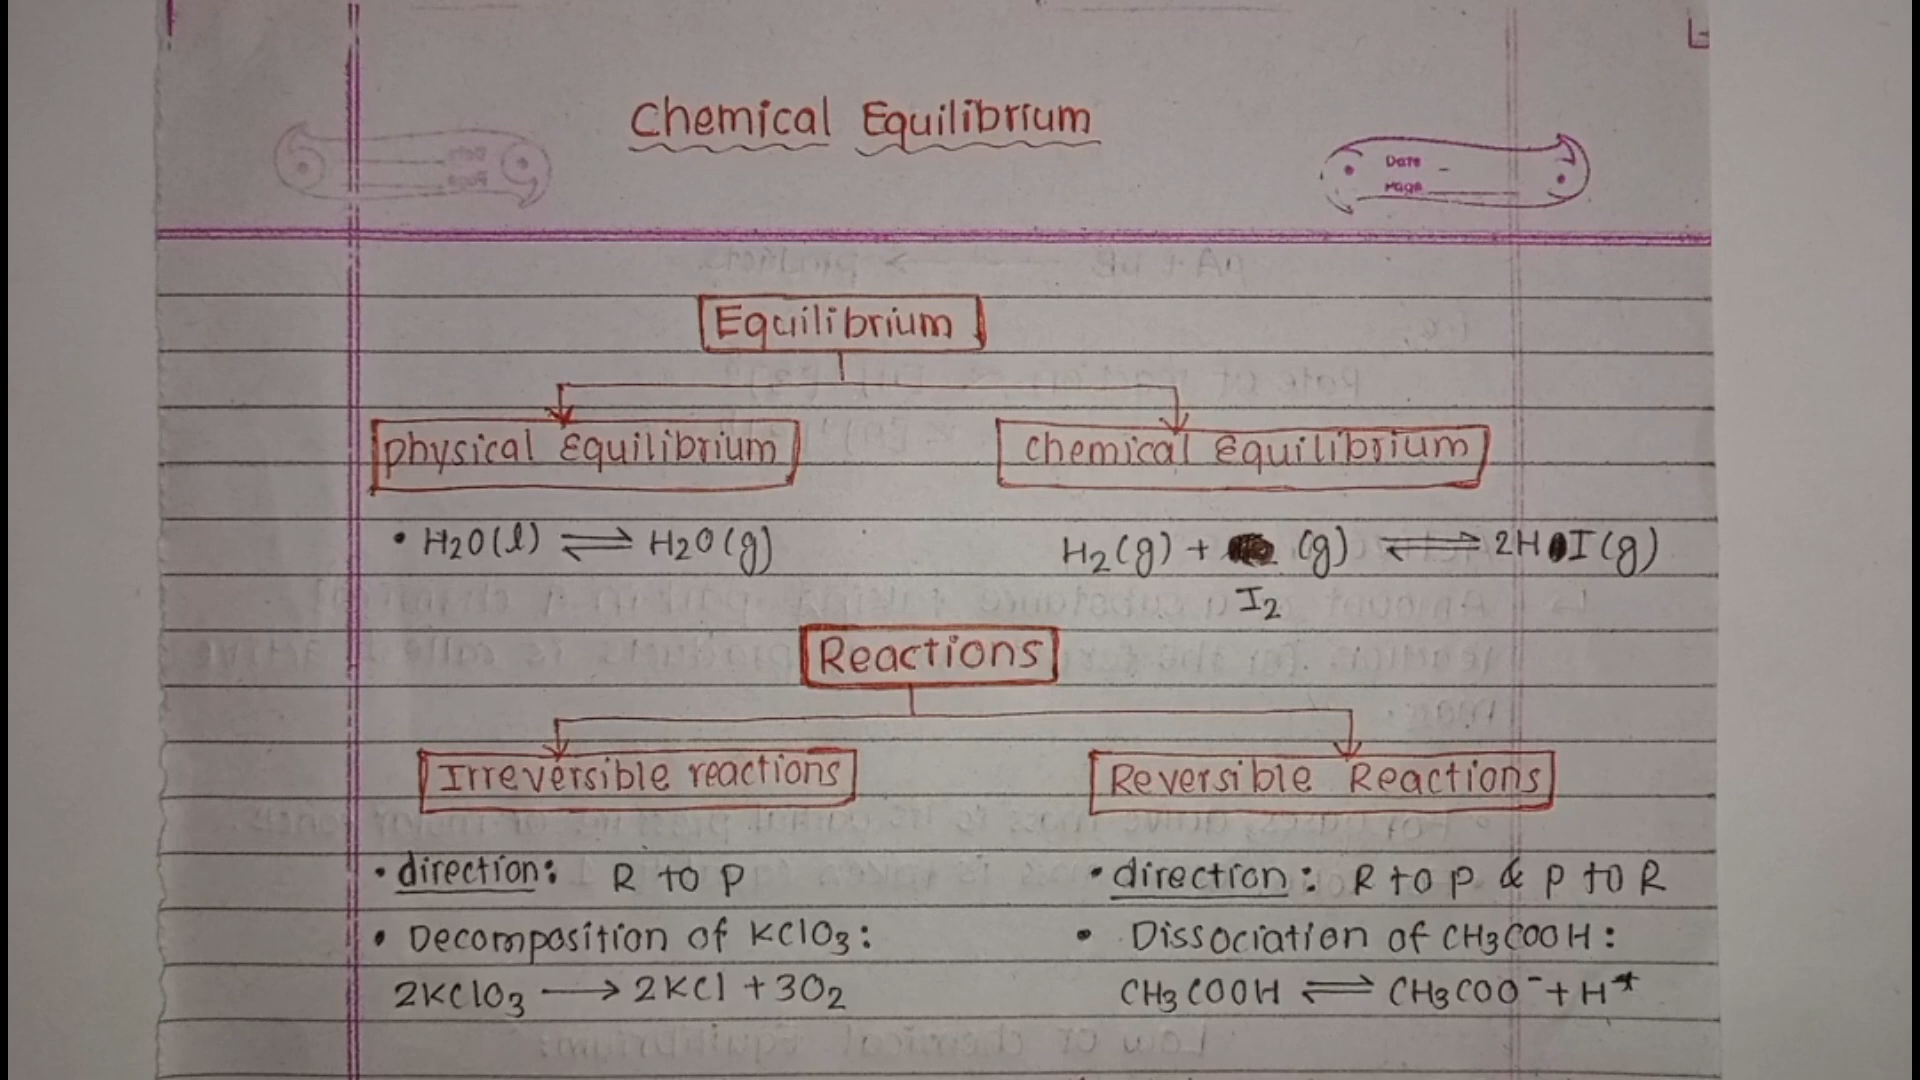 Chemical Equilibrium
Date
Page
Equilibrium
Physical Equilibrium
Chemical Equilibrium
• H2O(l) ⇌ H2O(g)
H2(g) + I2 (g) ⇌ 2HI(g)
Reactions
Irreversible reactions
Reversible Reactions
• direction: R to P
• Decomposition of KClO3:
2KClO3 ⟶ 2KCl + 3O2
• direction: R to P & P to R
• Dissociation of CH3COOH:
CH3COOH ⇌ CH3COO⁻ + H⁺